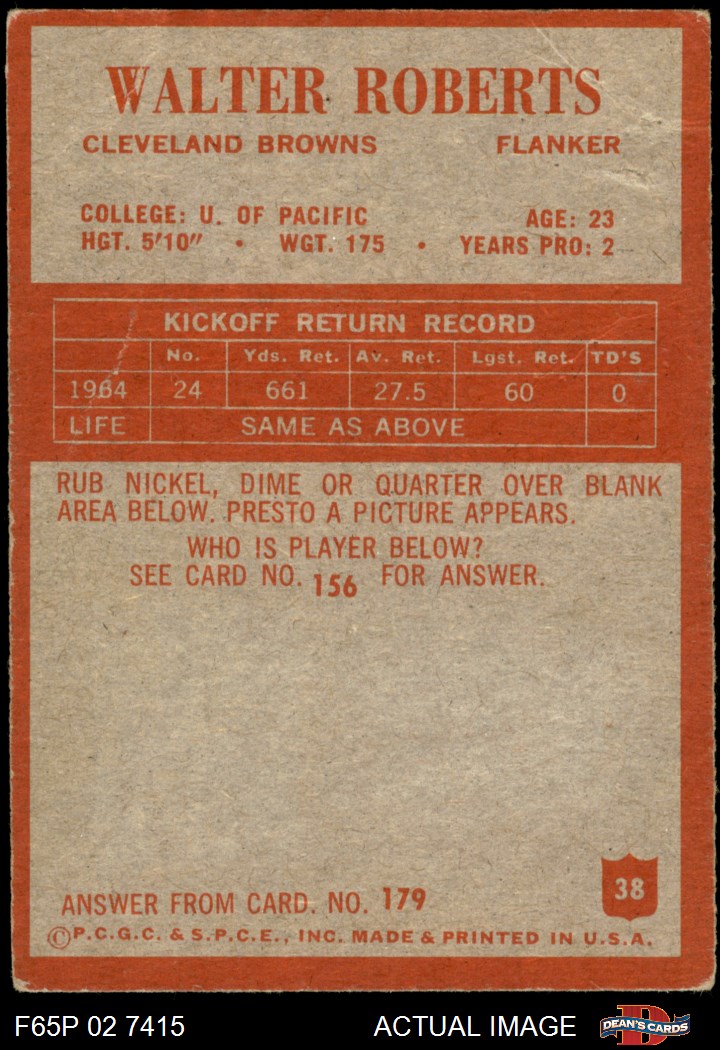 WALTER ROBERTS
CLEVELAND BROWNS FLANKER
COLLEGE: U. OF PACIFIC AGE: 23
HGT. 5'10" • WGT. 175 • YEARS PRO: 2
KICKOFF RETURN RECORD
No. Yds. Ret. Av. Ret. Lgst. Ret. TD'S
1964 24 661 27.5 60 0
LIFE SAME AS ABOVE
RUB NICKEL, DIME OR QUARTER OVER BLANK
AREA BELOW. PRESTO A PICTURE APPEARS.
WHO IS PLAYER BELOW?
SEE CARD NO. 156 FOR ANSWER.
38
ANSWER FROM CARD. NO. 179
©P.C.G.C. & S.P.C.E., INC. MADE & PRINTED IN U.S.A.
F65P 02 7415 ACTUAL IMAGE D DEAN'S CARDS